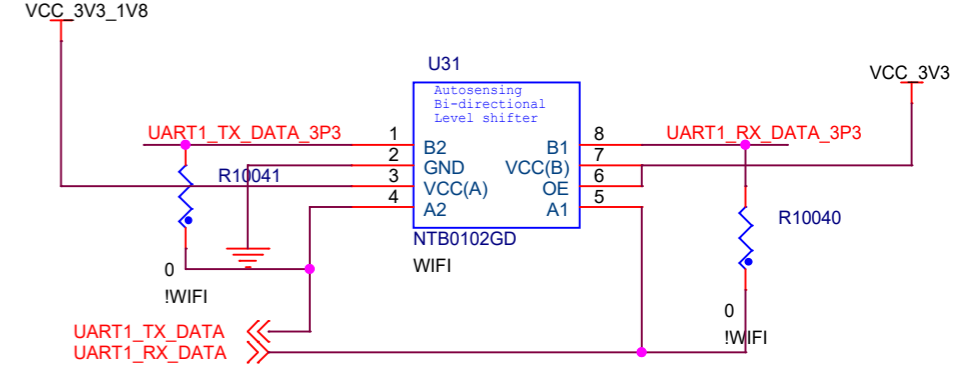 VCC_3V3_1V8
U31
VCC_3V3
Autosensing
Bi-directional
Level shifter
UART1_TX_DATA_3P3
1
8
UART1_RX_DATA_3P3
B2
B1
2
7
GND
VCC(B)
R10041
3
6
VCC(A)
OE
4
5
A2
A1
R10040
NTB0102GD
WIFI
0
!WIFI
0
!WIFI
UART1_TX_DATA
UART1_RX_DATA